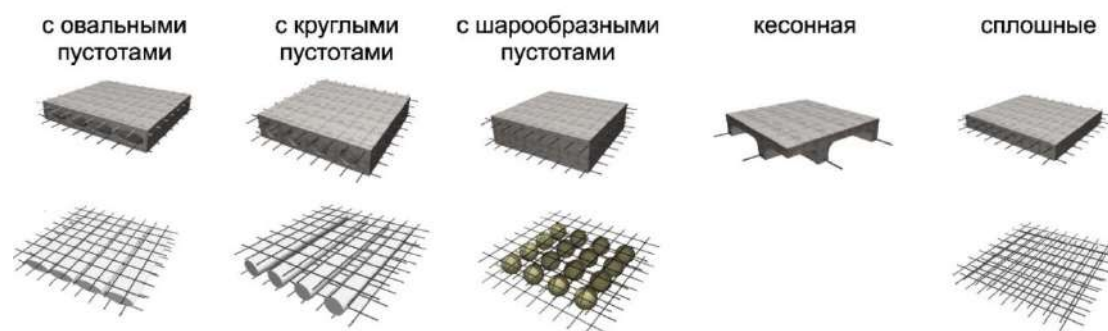 с овальными
пустотами
с круглыми
пустотами
с шарообразными
пустотами
кесонная
сплошные